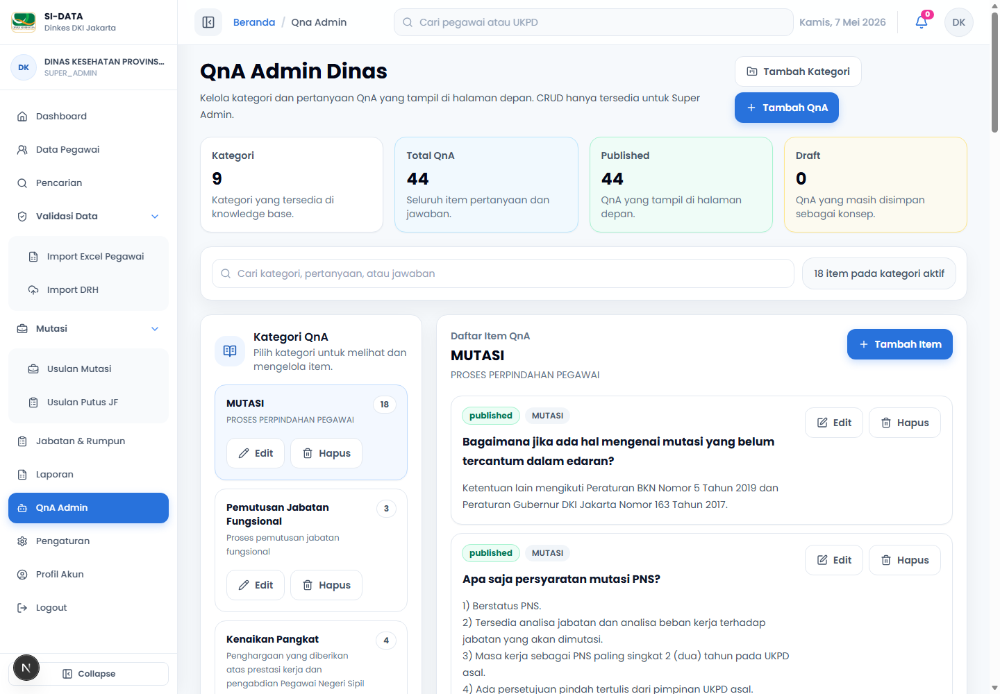 SI-DATA
Dinkes DKI Jakarta
DK
DINAS KESEHATAN PROVINS...
SUPER_ADMIN
Dashboard
Data Pegawai
Pencarian
Validasi Data
Import Excel Pegawai
Import DRH
Mutasi
Usulan Mutasi
Usulan Putus JF
Jabatan & Rumpun
Laporan
QnA Admin
Pengaturan
Profil Akun
Logout
N
Collapse
Beranda / Qna Admin
Cari pegawai atau UKPD
Kamis, 7 Mei 2026
0
DK
QnA Admin Dinas
Kelola kategori dan pertanyaan QnA yang tampil di halaman depan. CRUD hanya tersedia untuk Super
Admin.
Tambah Kategori
Tambah QnA
Kategori
9
Kategori yang tersedia di
knowledge base.
Total QnA
44
Seluruh item pertanyaan dan
jawaban.
Published
44
QnA yang tampil di halaman
depan.
Draft
0
QnA yang masih disimpan
sebagai konsep.
Cari kategori, pertanyaan, atau jawaban
18 item pada kategori aktif
Kategori QnA
Pilih kategori untuk melihat dan
mengelola item.
MUTASI
18
PROSES PERPINDAHAN PEGAWAI
Edit
Hapus
Pemutusan Jabatan
Fungsional
3
Proses pemutusan jabatan
fungsional
Edit
Hapus
Kenaikan Pangkat
4
Penghargaan yang diberikan
atas prestasi kerja dan
pengabdian Pegawai Negeri Sipil
Daftar Item QnA
MUTASI
PROSES PERPINDAHAN PEGAWAI
Tambah Item
published
MUTASI
Edit
Hapus
Bagaimana jika ada hal mengenai mutasi yang belum
tercantum dalam edaran?
Ketentuan lain mengikuti Peraturan BKN Nomor 5 Tahun 2019 dan
Peraturan Gubernur DKI Jakarta Nomor 163 Tahun 2017.
published
MUTASI
Edit
Hapus
Apa saja persyaratan mutasi PNS?
1) Berstatus PNS.
2) Tersedia analisa jabatan dan analisa beban kerja terhadap
jabatan yang akan dimutasi.
3) Masa kerja sebagai PNS paling singkat 2 (dua) tahun pada UKPD
asal.
4) Ada persetujuan pindah tertulis dari pimpinan UKPD asal.